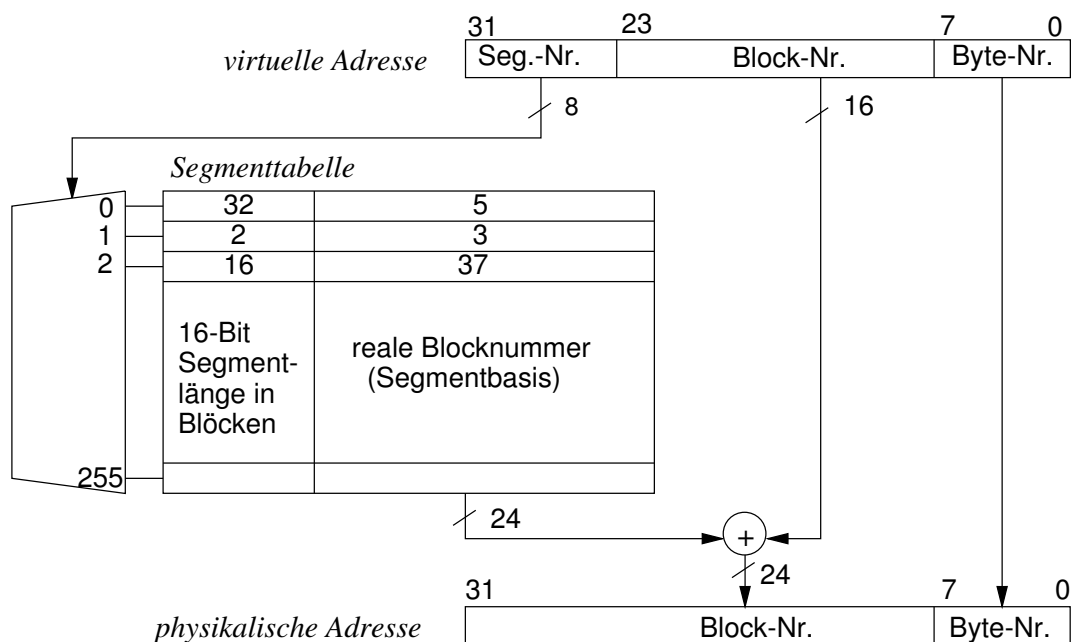 31 23 7 0
virtuelle Adresse Seg.-Nr. Block-Nr. Byte-Nr.
8 16
Segmenttabelle
0 32 5
1 2 3
2 16 37
16-Bit
Segment-
länge in
Blöcken
reale Blocknummer
(Segmentbasis)
255
24
+
24
31 7 0
physikalische Adresse Block-Nr. Byte-Nr.